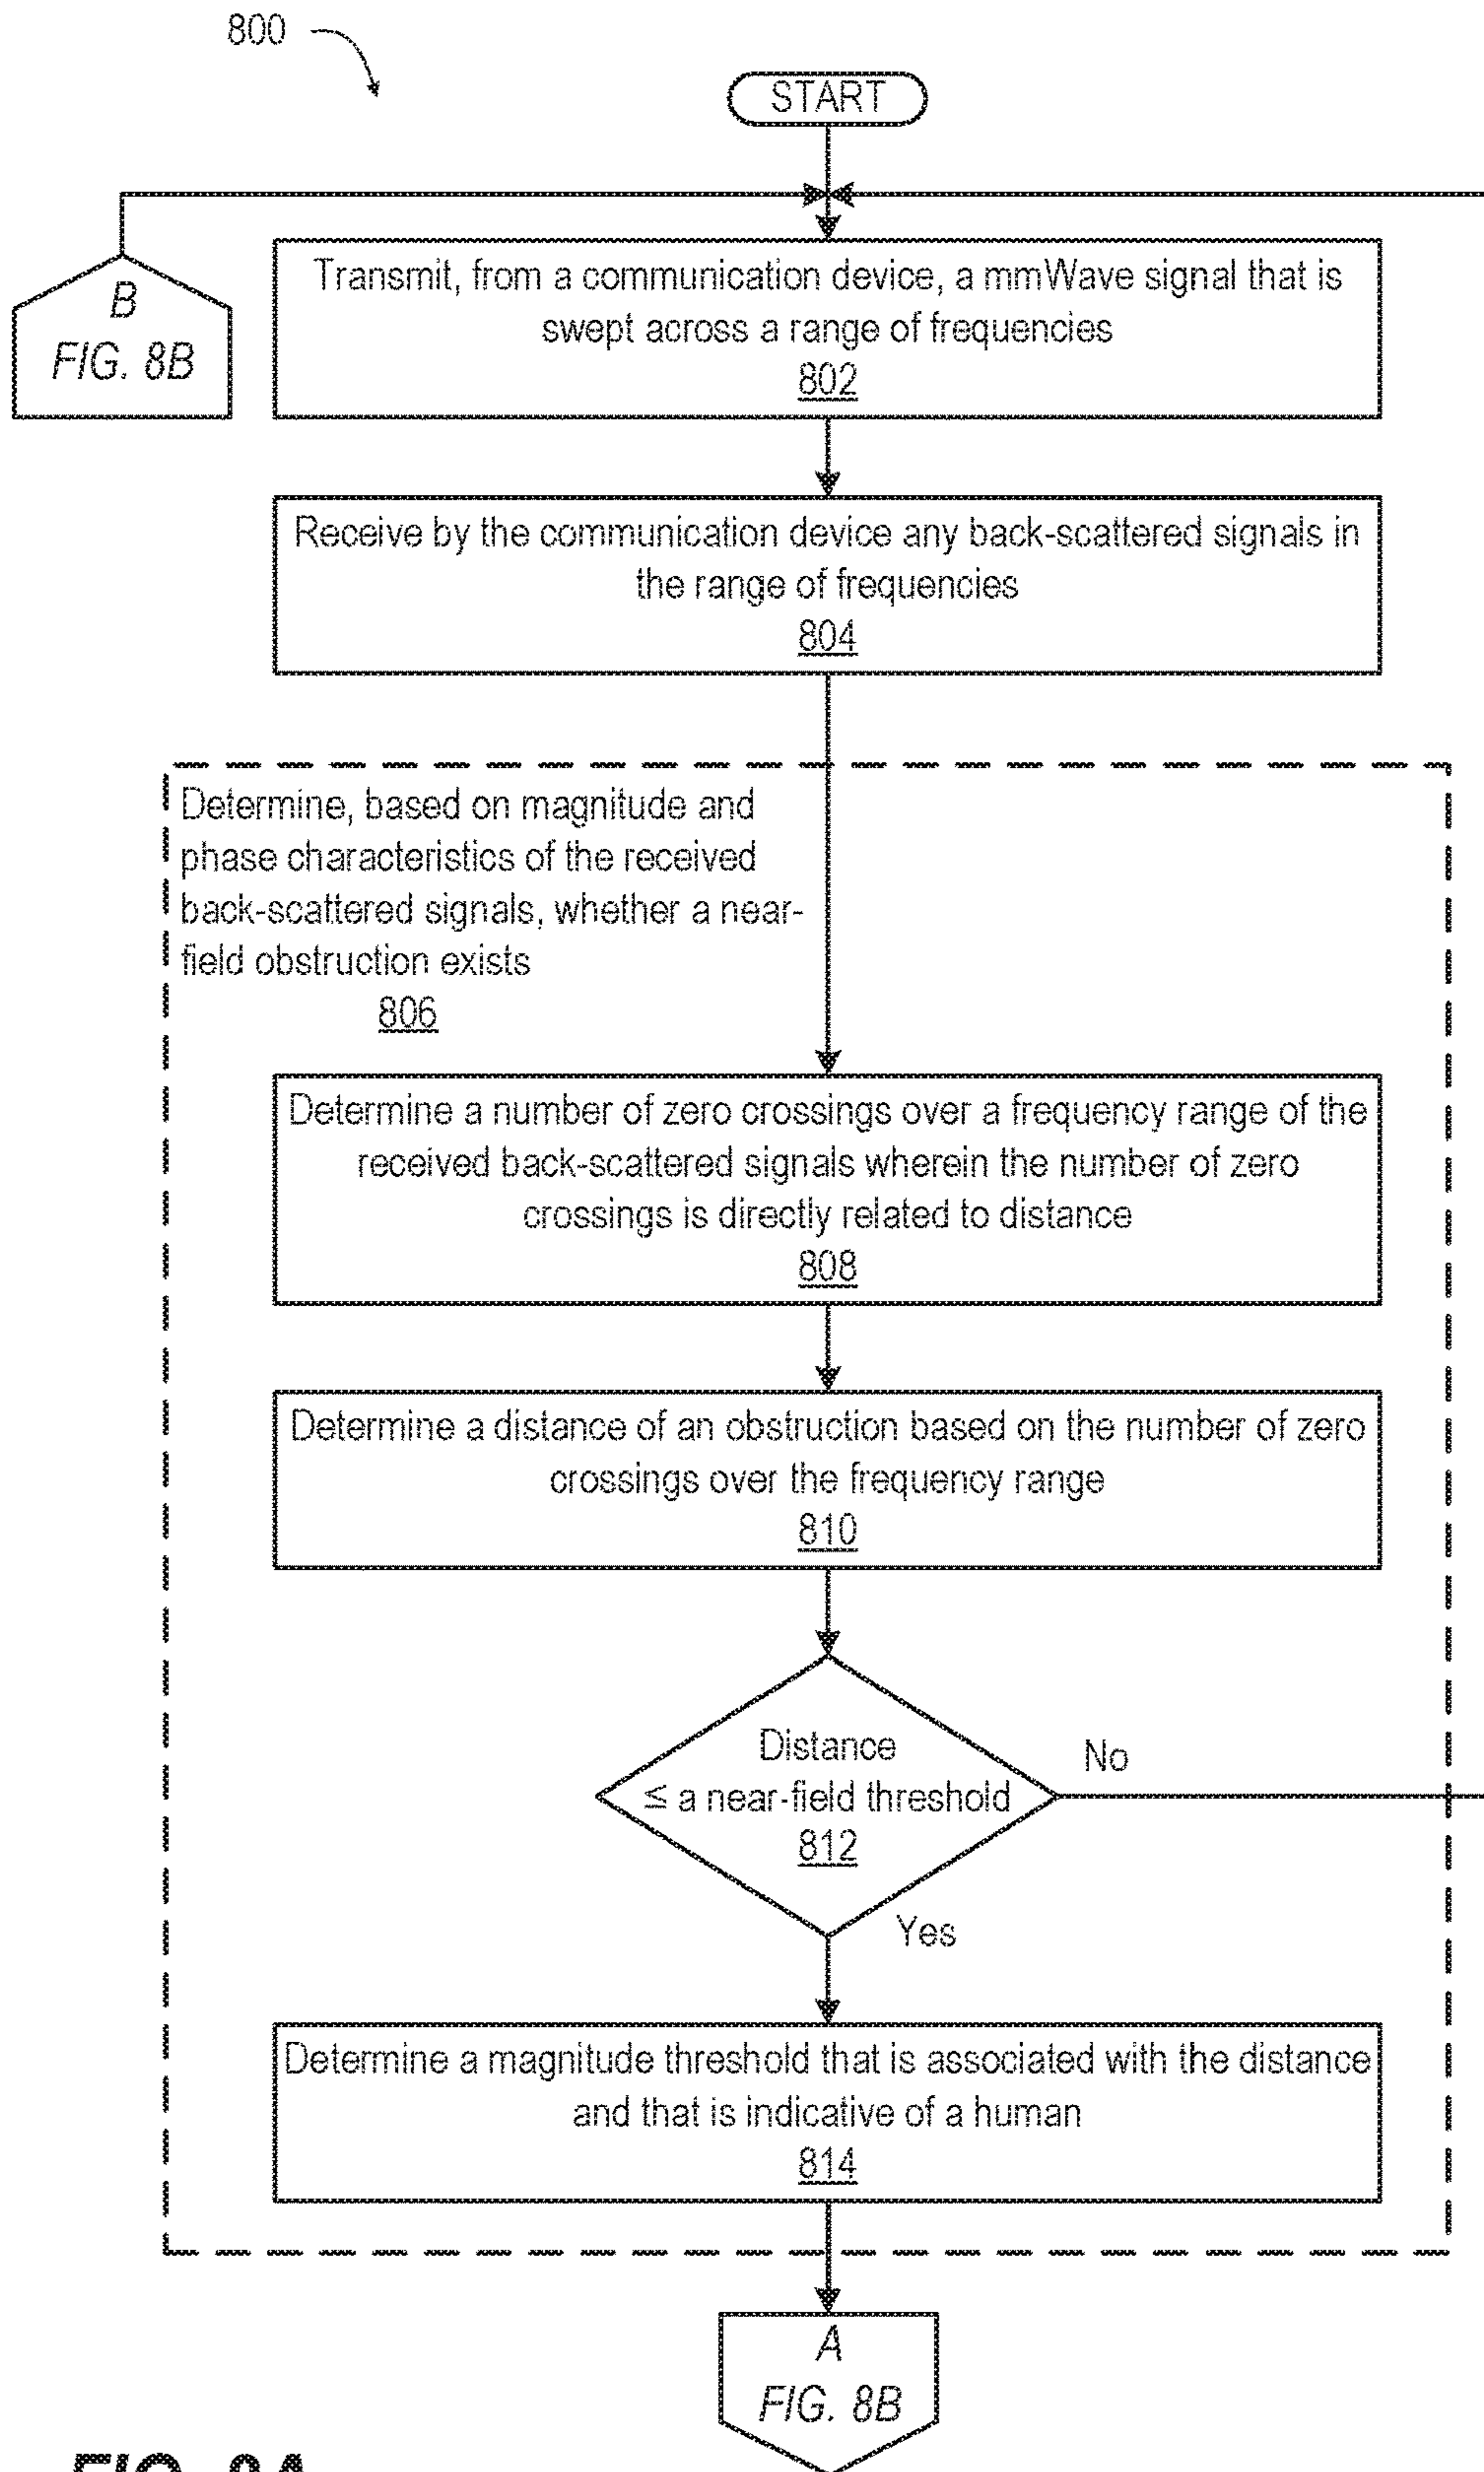 800
START
B
FIG. 8B
Transmit, from a communication device, a mmWave signal that is
swept across a range of frequencies
802
Receive by the communication device any back-scattered signals in
the range of frequencies
804
Determine, based on magnitude and
phase characteristics of the received
back-scattered signals, whether a near-
field obstruction exists
806
Determine a number of zero crossings over a frequency range of the
received back-scattered signals wherein the number of zero
crossings is directly related to distance
808
Determine a distance of an obstruction based on the number of zero
crossings over the frequency range
810
Distance
≤ a near-field threshold
812
No
Yes
Determine a magnitude threshold that is associated with the distance
and that is indicative of a human
814
A
FIG. 8B
FIG. 8A